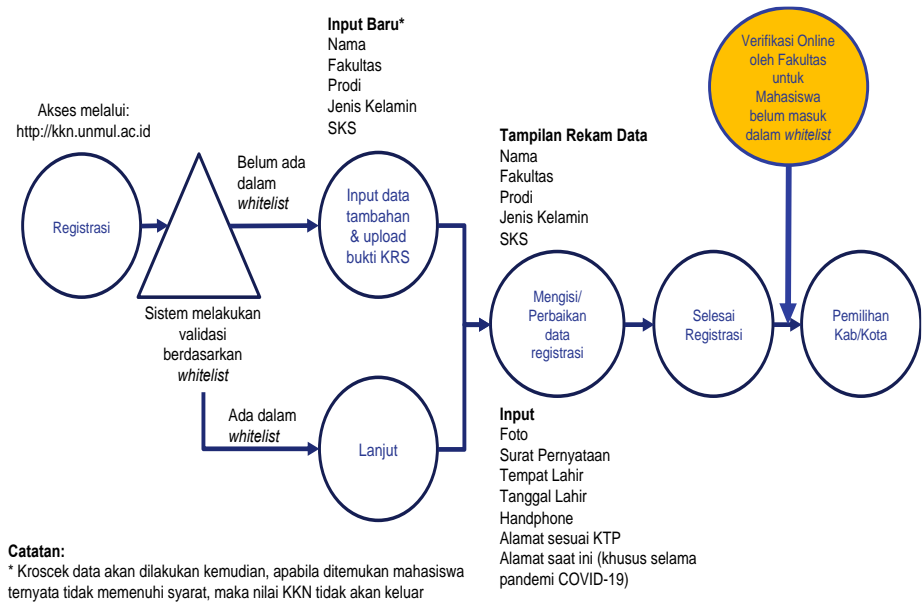 Akses melalui:
http://kkn.unmul.ac.id
Registrasi
Sistem melakukan
validasi
berdasarkan
whitelist
Belum ada
dalam
whitelist
Input Baru*
Nama
Fakultas
Prodi
Jenis Kelamin
SKS
Input data
tambahan
& upload
bukti KRS
Ada dalam
whitelist
Lanjut
Tampilan Rekam Data
Nama
Fakultas
Prodi
Jenis Kelamin
SKS
Mengisi/
Perbaikan
data
registrasi
Input
Foto
Surat Pernyataan
Tempat Lahir
Tanggal Lahir
Handphone
Alamat sesuai KTP
Alamat saat ini (khusus selama
pandemi COVID-19)
Selesai
Registrasi
Verifikasi Online
oleh Fakultas
untuk
Mahasiswa
belum masuk
dalam whitelist
Pemilihan
Kab/Kota
Catatan:
* Kroscek data akan dilakukan kemudian, apabila ditemukan mahasiswa
ternyata tidak memenuhi syarat, maka nilai KKN tidak akan keluar